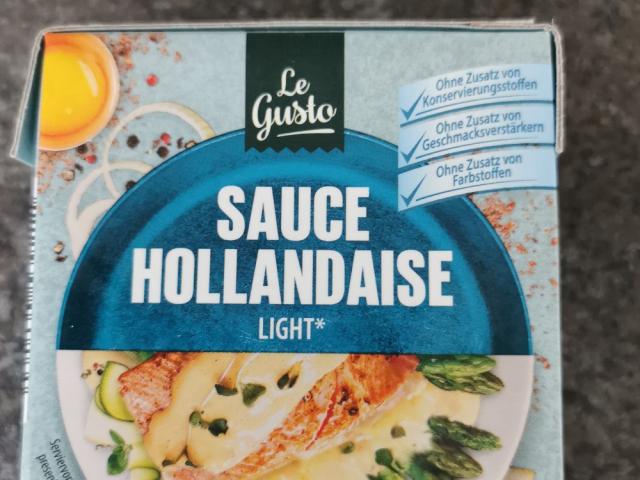 Le
Gusto
Ohne Zusatz von
Konservierungsstoffen
Ohne Zusatz von
Geschmacksverstärkern
Ohne Zusatz von
Farbstoffen
SAUCE
HOLLANDAISE
LIGHT*